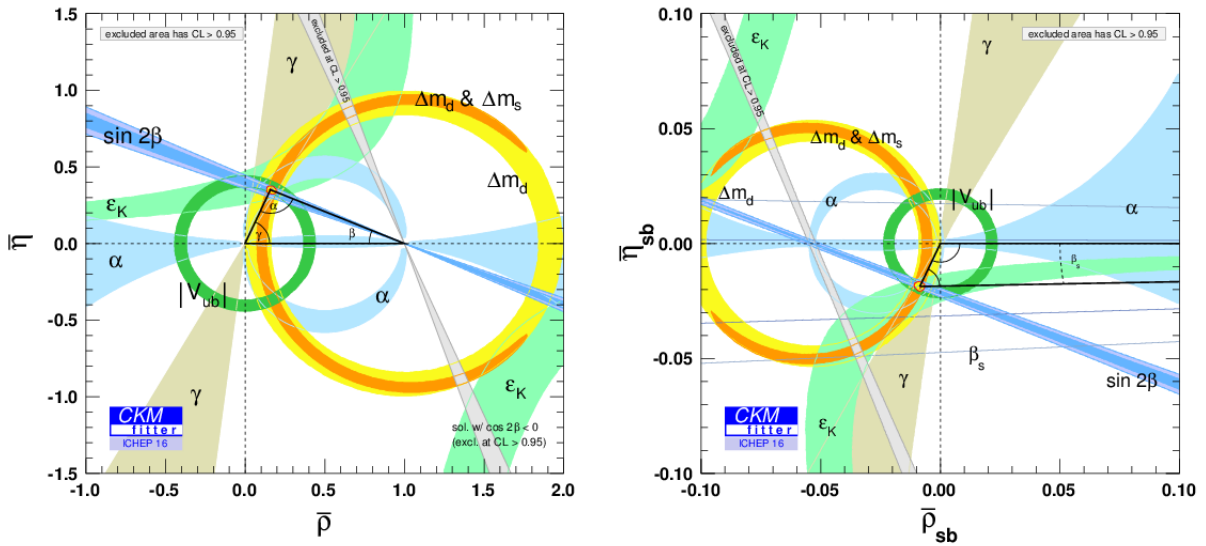 excluded area has CL > 0.95
γ
excluded at CL > 0.95
Δm_d & Δm_s
sin 2β
Δm_d
ε_K
α
β
γ
α
α
|V_ub|
γ
ε_K
CKM
fitter
ICHEP 16
sol. w/ cos 2β < 0
(excl. at CL > 0.95)
1.5
1.0
0.5
0.0
-0.5
-1.0
-1.5
-1.0
-0.5
0.0
0.5
1.0
1.5
2.0
η̄
ρ̄
excluded area has CL > 0.95
ε_K
γ
excluded at CL > 0.95
Δm_d & Δm_s
Δm_d
α
|V_ub|
α
β_s
β_s
sin 2β
γ
ε_K
CKM
fitter
ICHEP 16
0.10
0.05
0.00
-0.05
-0.10
-0.10
-0.05
0.00
0.05
0.10
η̄_sb
ρ̄_sb